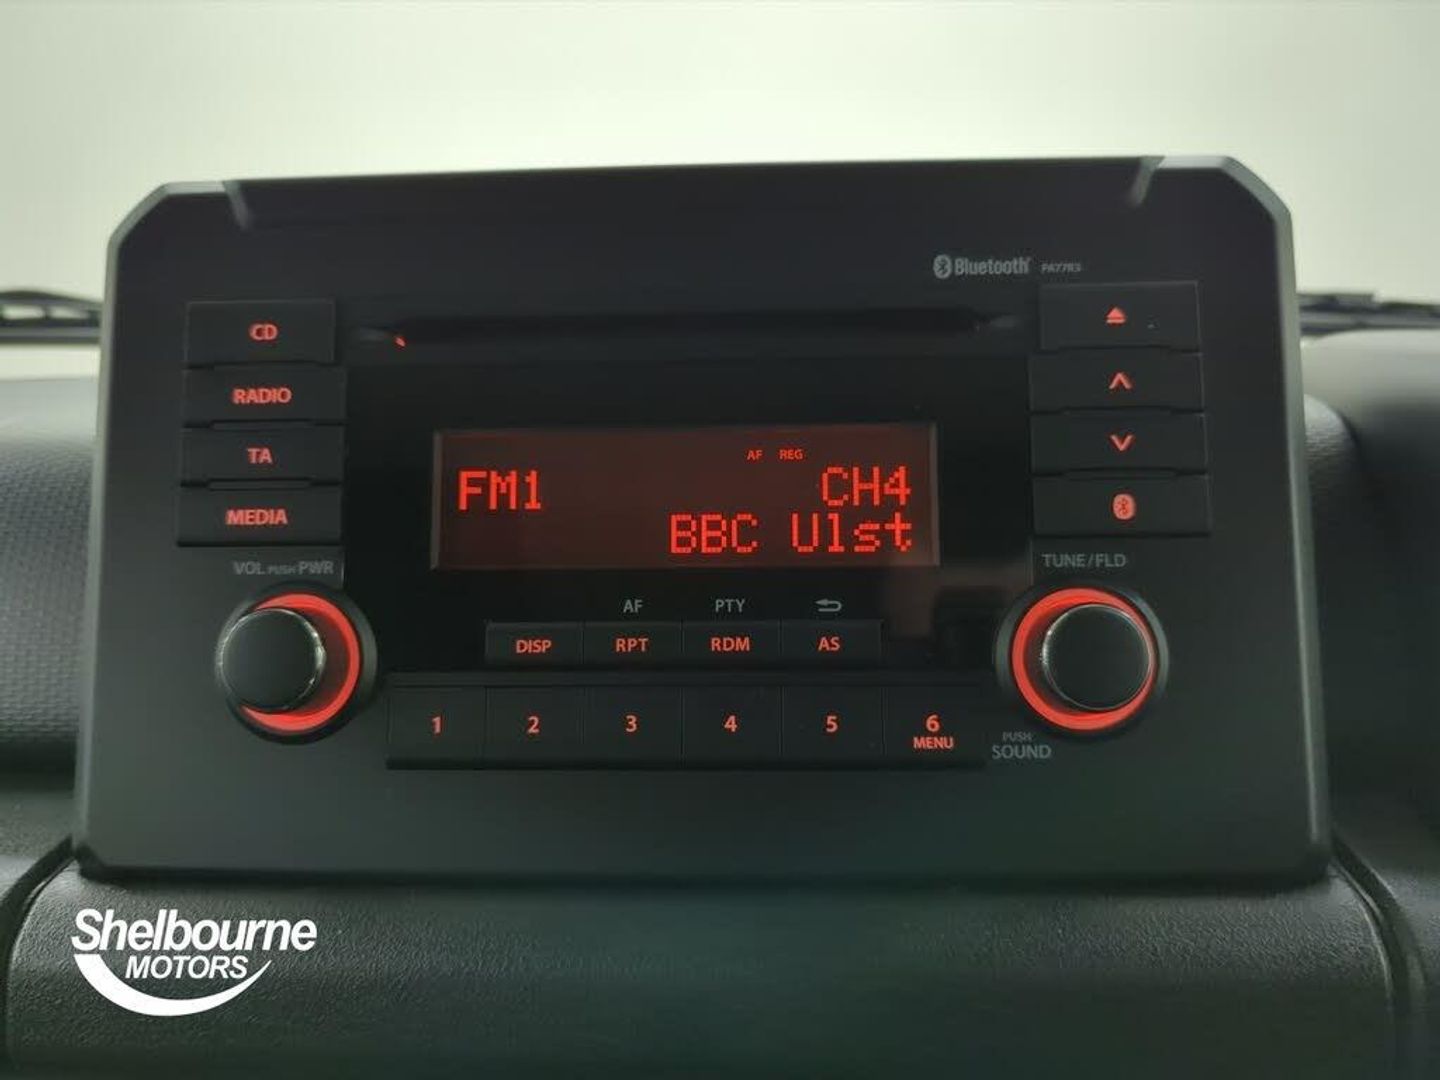 Bluetooth PA77R3
CD
RADIO
TA
MEDIA
AF REG
FM1 CH4
BBC Ulst
VOL PUSH PWR
TUNE/FLD
AF PTY
DISP RPT RDM AS
1 2 3 4 5 6
MENU
PUSH
SOUND
Shelbourne
MOTORS